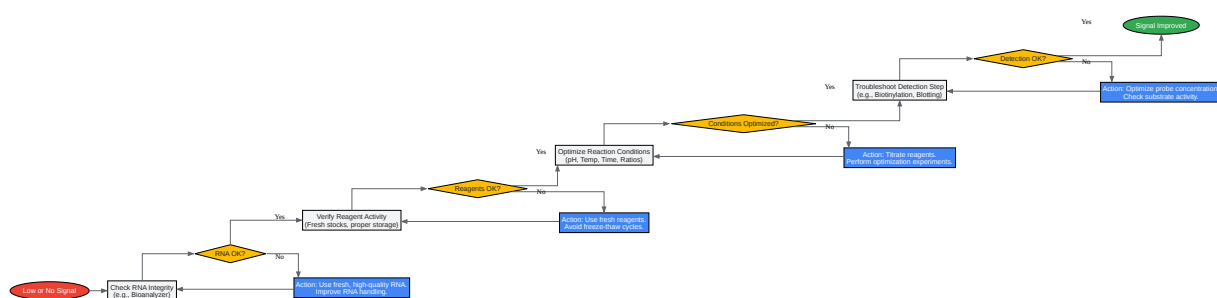 Yes
Signal Improved
Detection OK?
No
Yes
Troubleshoot Detection Step
(e.g., Biotinylation, Blotting)
Action: Optimize probe concentration
Check substrate activity.
Conditions Optimized?
No
Yes
Optimize Reaction Conditions
(pH, Temp, Time, Ratios)
Action: Titrate reagents.
Perform optimization experiments.
Reagents OK?
No
Yes
Verify Reagent Activity
(Fresh stocks, proper storage)
Action: Use fresh reagents.
Avoid freeze-thaw cycles.
RNA OK?
No
Low or No Signal
Check RNA Integrity
(e.g., Bioanalyzer)
Action: Use fresh, high-quality RNA.
Improve RNA handling.